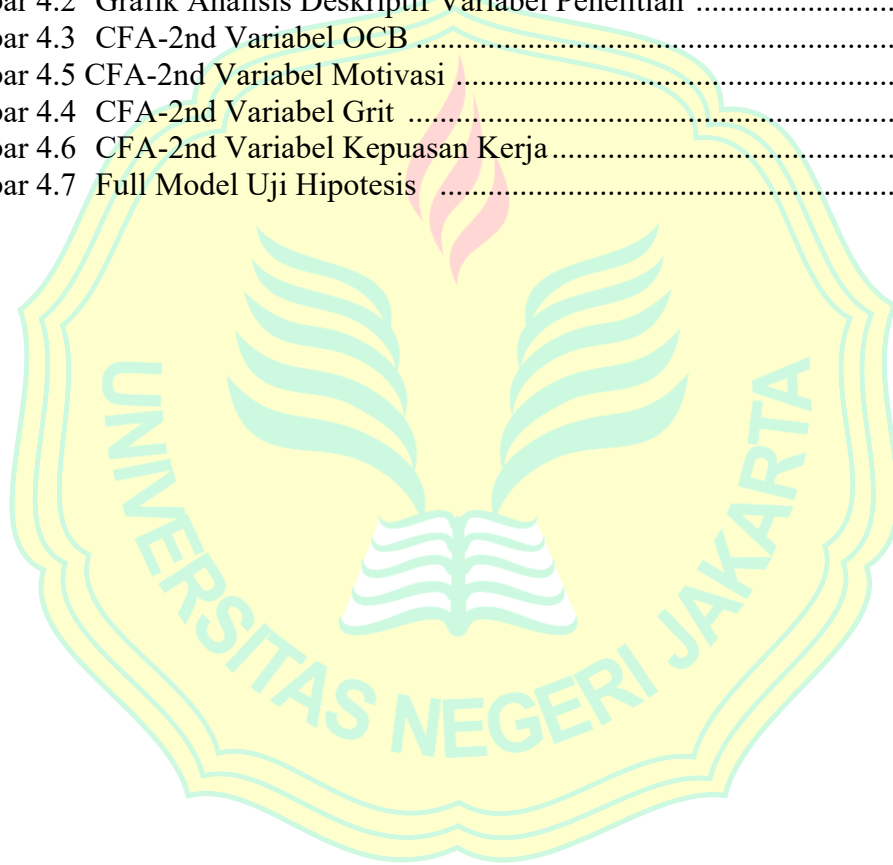 bar 4.2 Grafik Analisis Deskriptif Variabel Penelitian ........................
bar 4.3 CFA-2nd Variabel OCB ............................................................
bar 4.5 CFA-2nd Variabel Motivasi .......................................................
bar 4.4 CFA-2nd Variabel Grit .............................................................
bar 4.6 CFA-2nd Variabel Kepuasan Kerja...........................................
bar 4.7 Full Model Uji Hipotesis .........................................................
UNIVERSITAS NEGERI JAKARTA